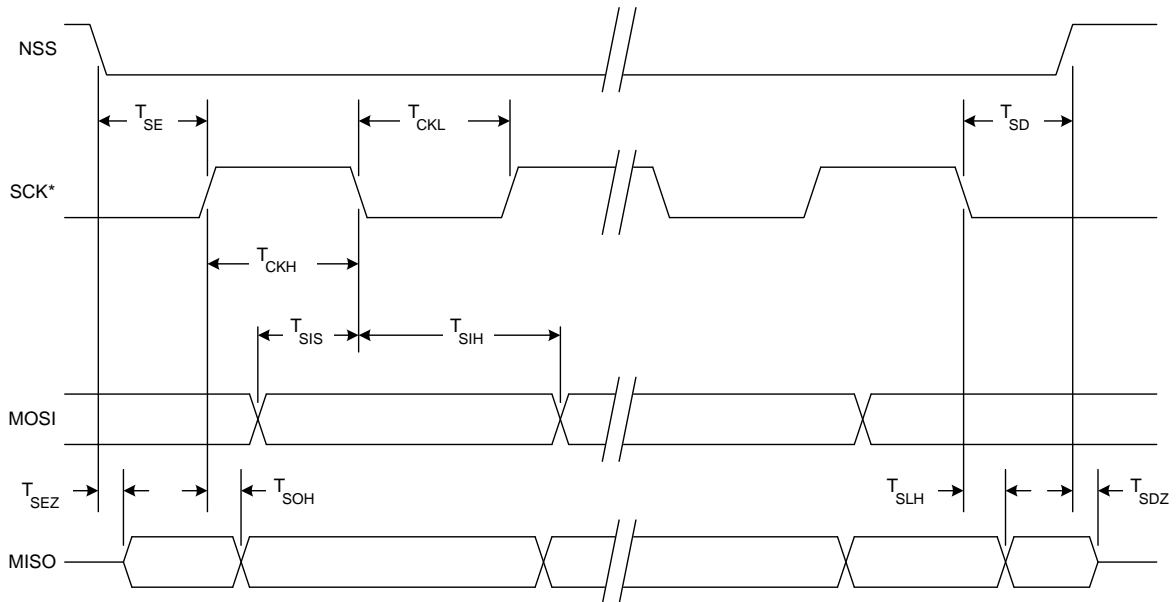 NSS
T_SE
T_CKL
T_SD
SCK*
T_CKH
T_SIS
T_SIH
MOSI
T_SEZ
T_SOH
T_SLH
T_SDZ
MISO